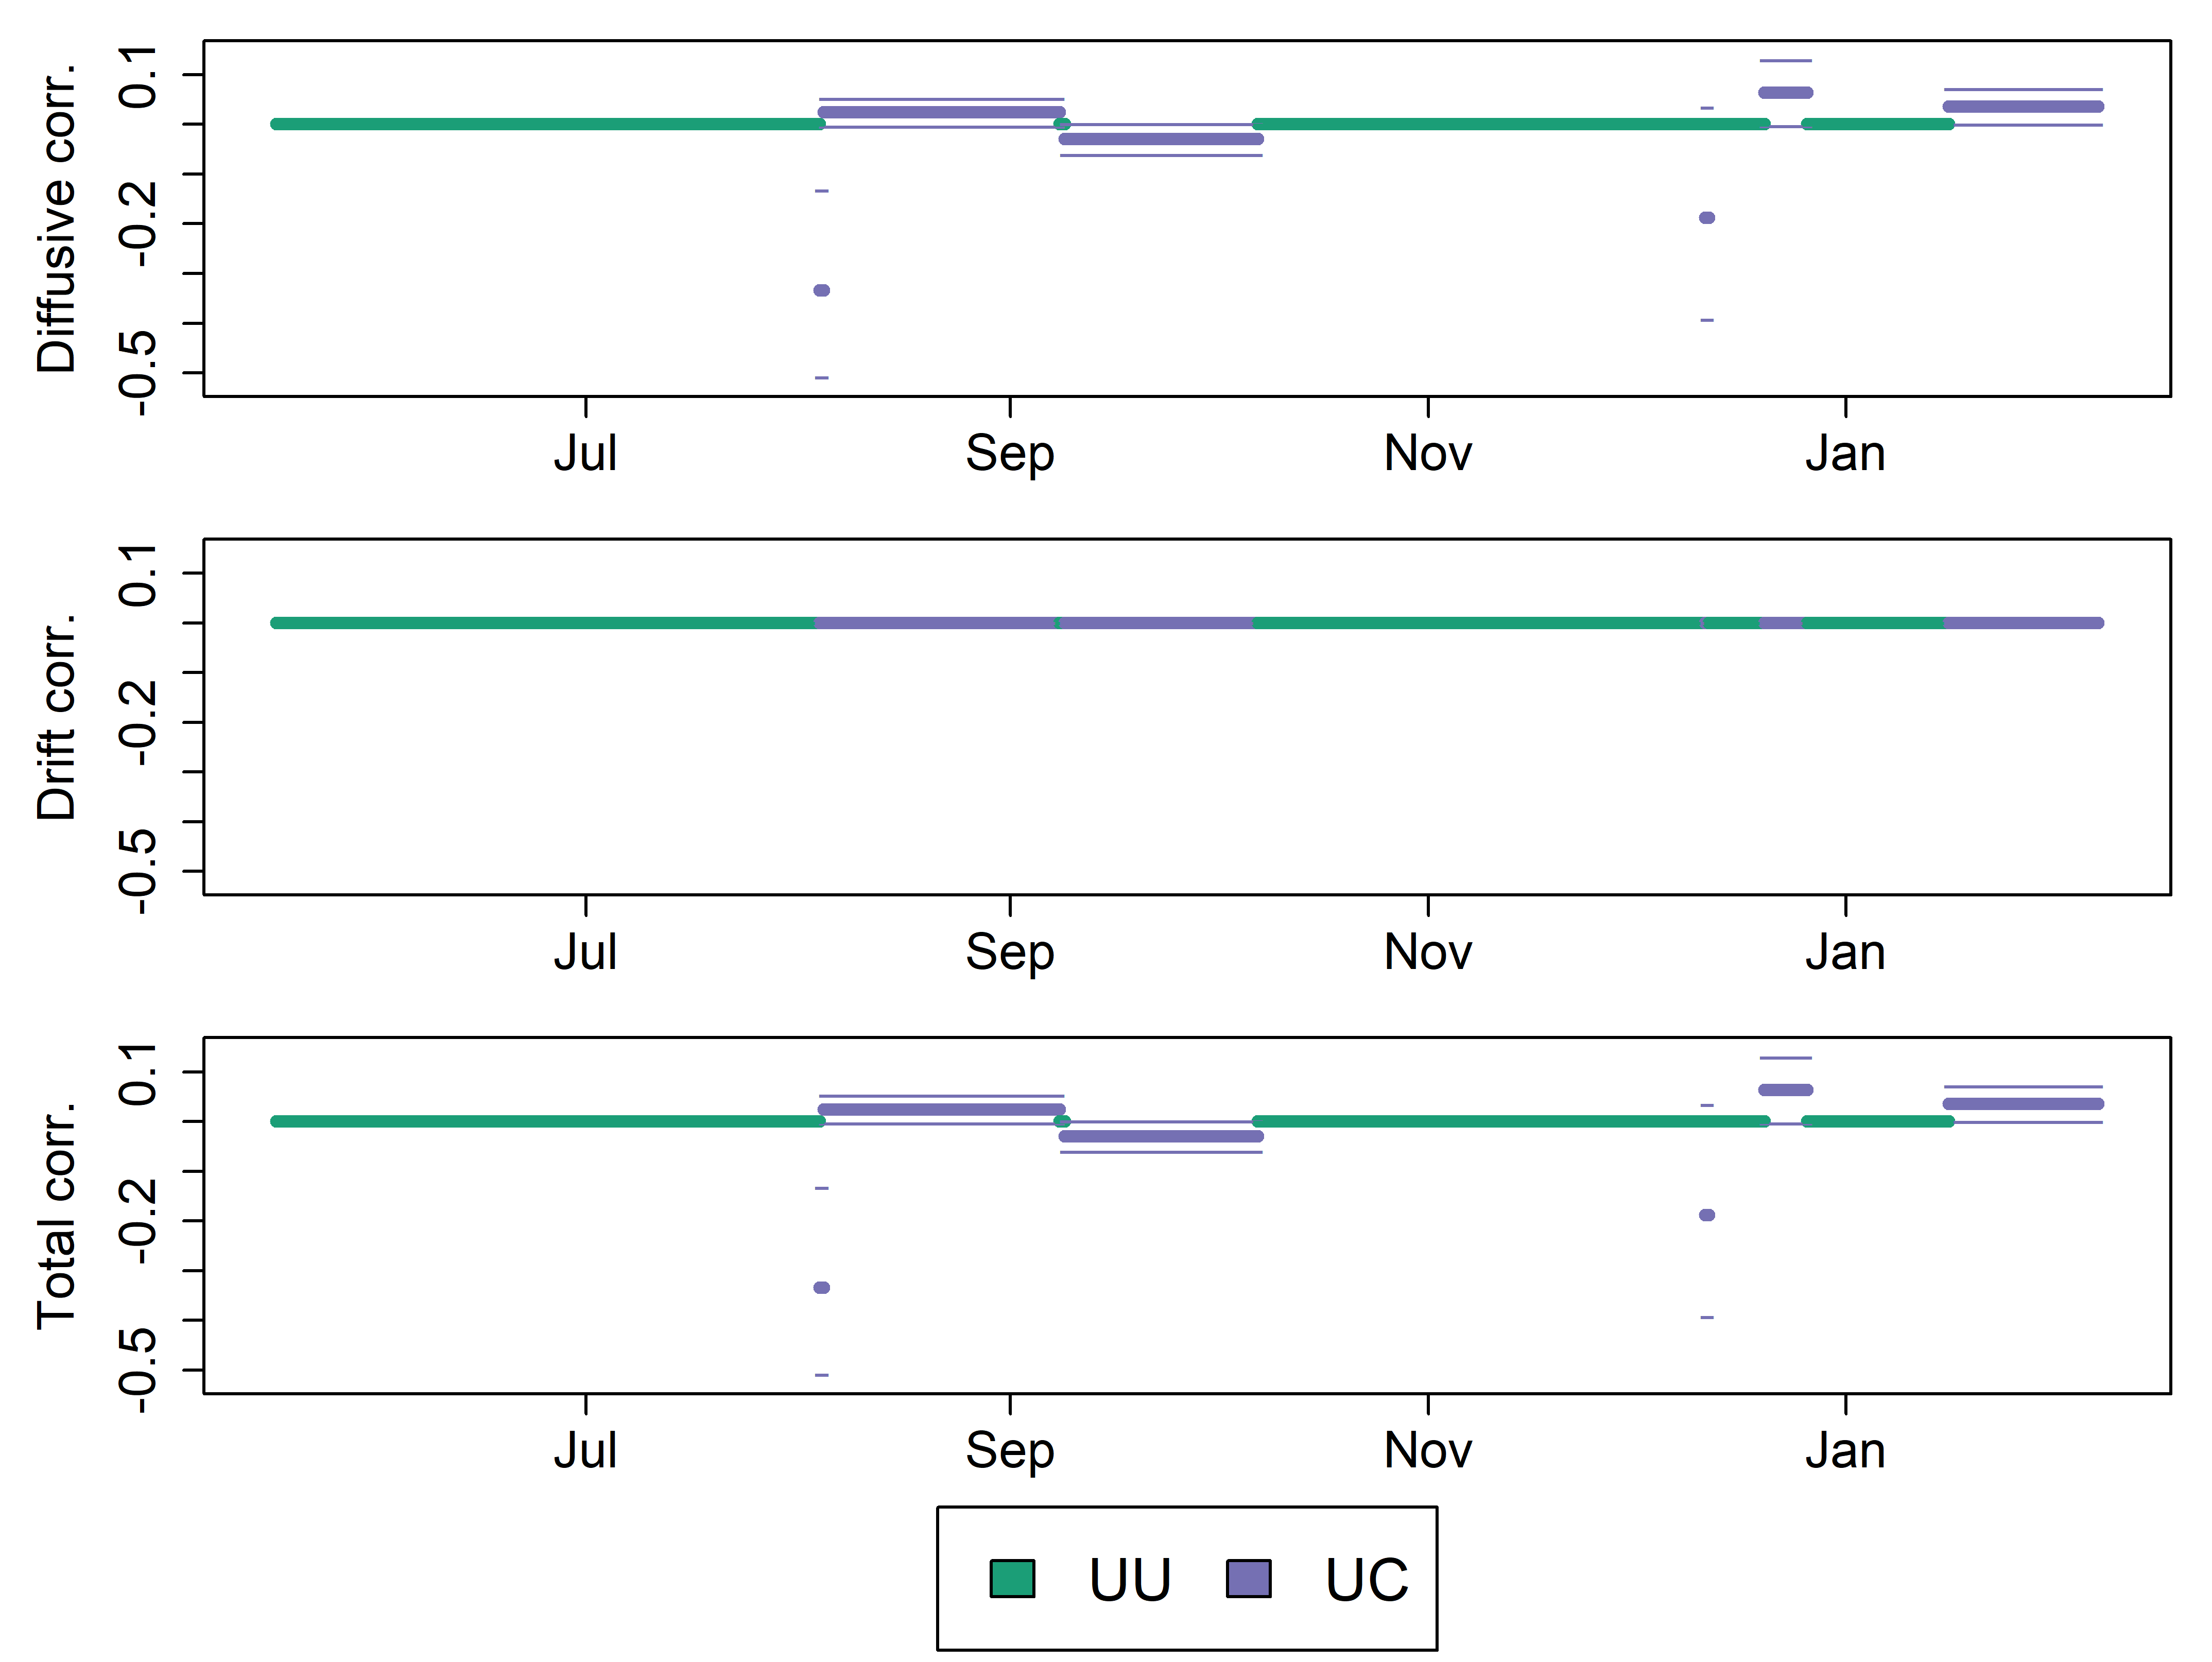 Diffusive corr.
0.1
-0.2
-0.5
Jul Sep Nov Jan
Drift corr.
0.1
-0.2
-0.5
Jul Sep Nov Jan
Total corr.
0.1
-0.2
-0.5
Jul Sep Nov Jan
UU UC